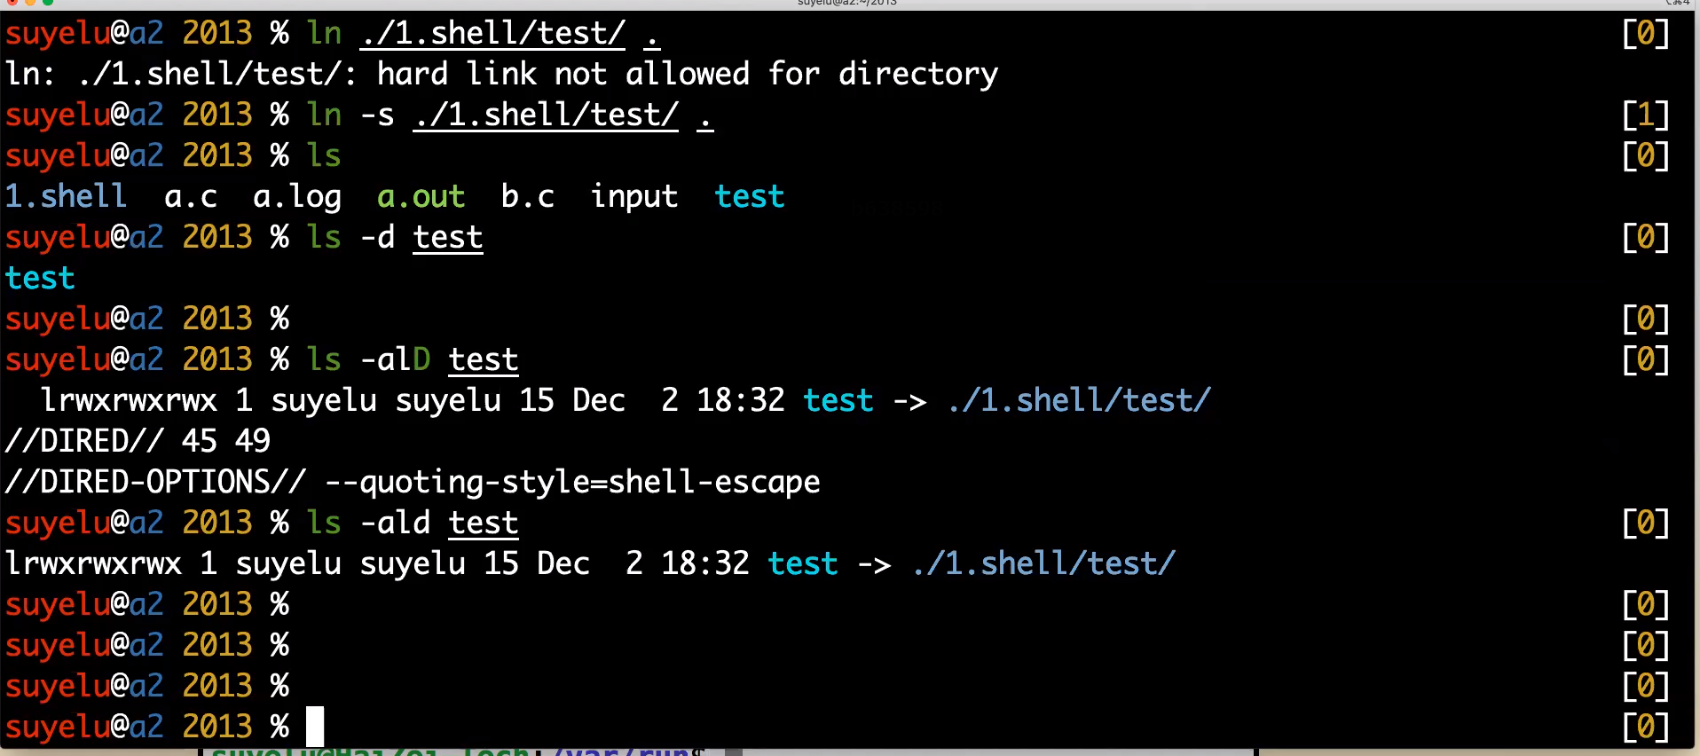 suyelu@a2:~/2013
suyelu@a2 2013 % ln ./1.shell/test/ . [0]
ln: ./1.shell/test/: hard link not allowed for directory
suyelu@a2 2013 % ln -s ./1.shell/test/ . [1]
suyelu@a2 2013 % ls [0]
1.shell a.c a.log a.out b.c input test
suyelu@a2 2013 % ls -d test [0]
test
suyelu@a2 2013 % [0]
suyelu@a2 2013 % ls -alD test [0]
lrwxrwxrwx 1 suyelu suyelu 15 Dec 2 18:32 test -> ./1.shell/test/
//DIRED// 45 49
//DIRED-OPTIONS// --quoting-style=shell-escape
suyelu@a2 2013 % ls -ald test [0]
lrwxrwxrwx 1 suyelu suyelu 15 Dec 2 18:32 test -> ./1.shell/test/
suyelu@a2 2013 % [0]
suyelu@a2 2013 % [0]
suyelu@a2 2013 % [0]
suyelu@a2 2013 % [0]